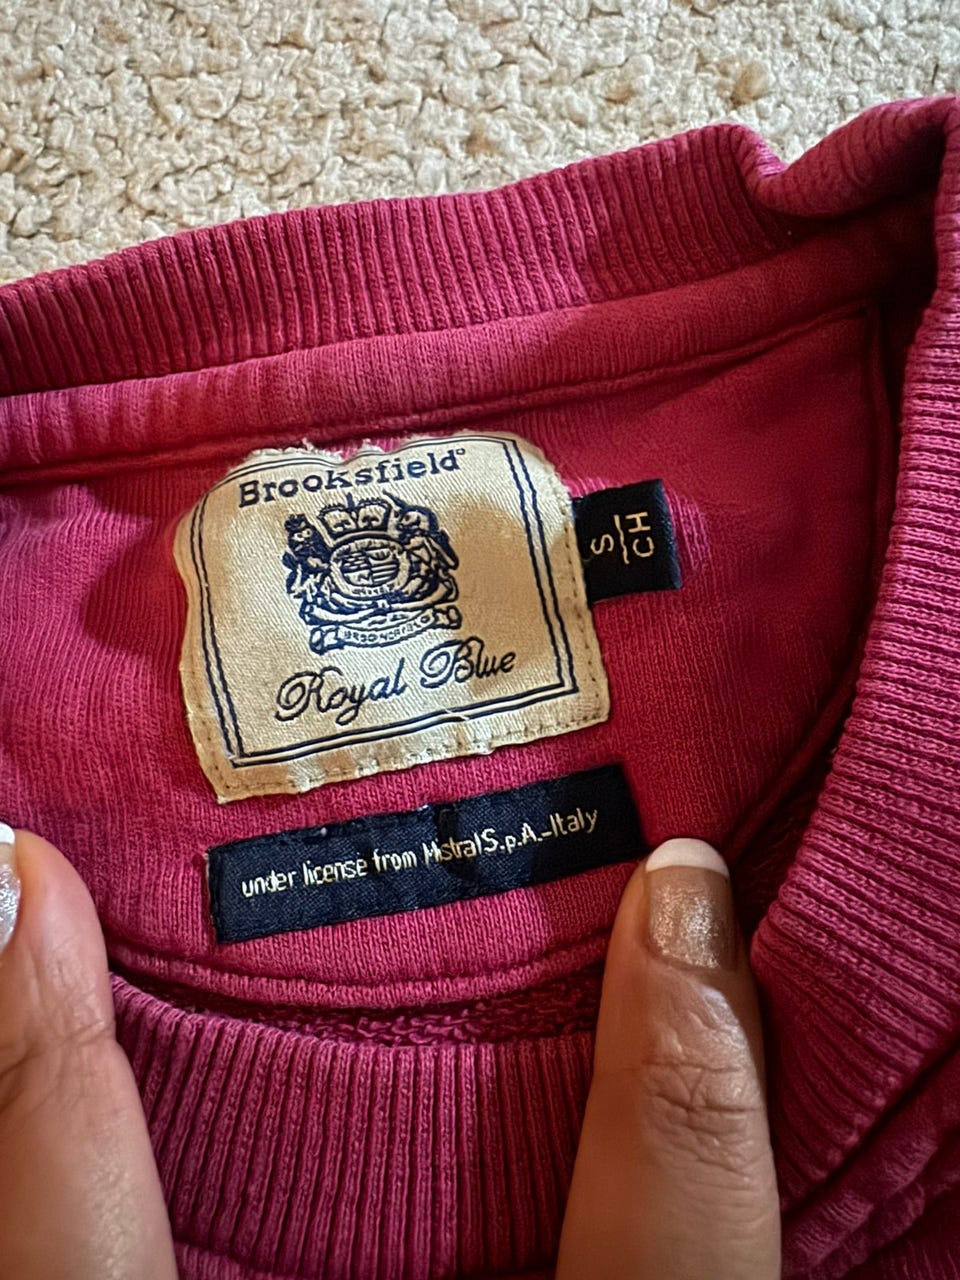 Brooksfield®
Royal Blue
S
CH
under license from Mistral S.p.A.-Italy